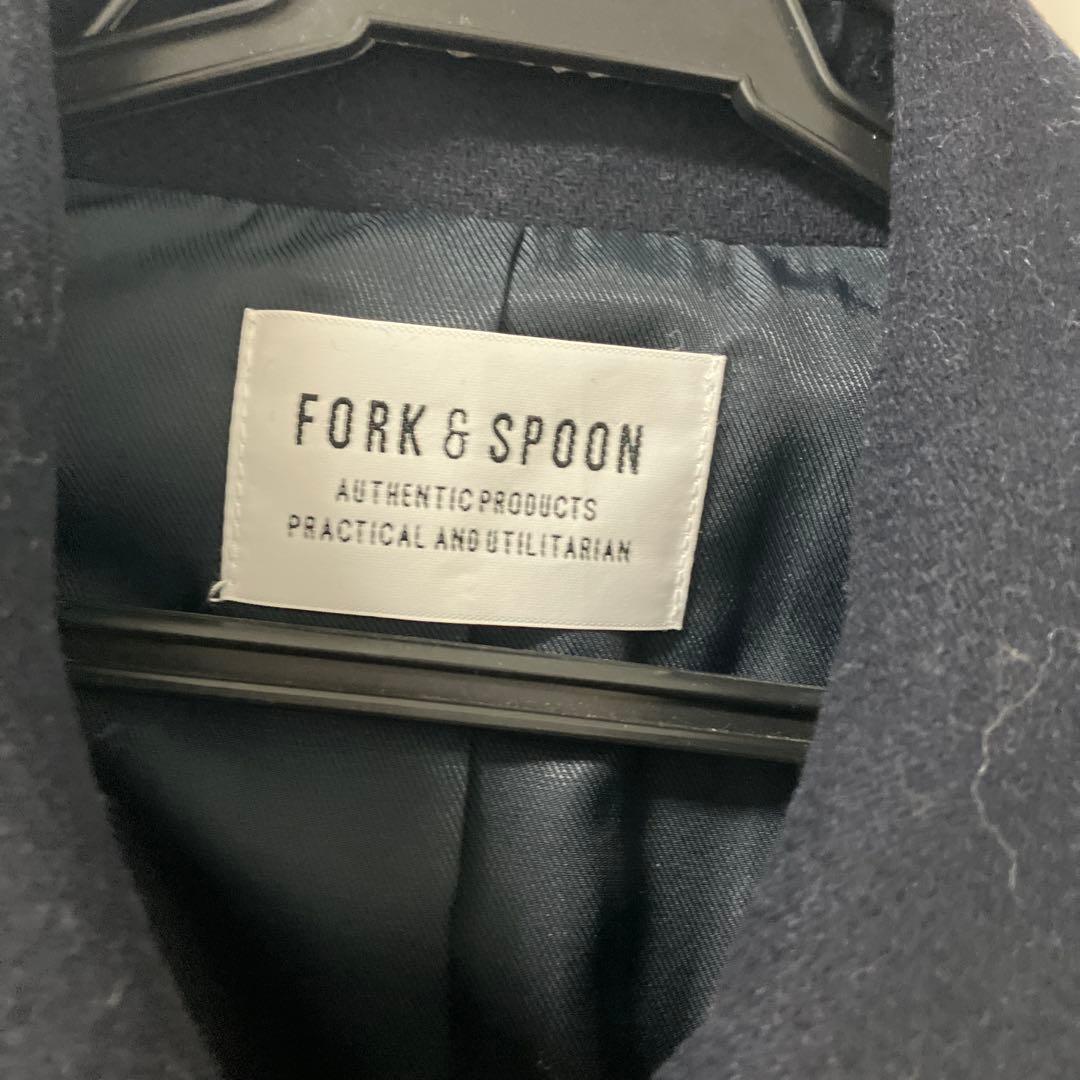 FORK & SPOON
AUTHENTIC PRODUCTS
PRACTICAL AND UTILITARIAN